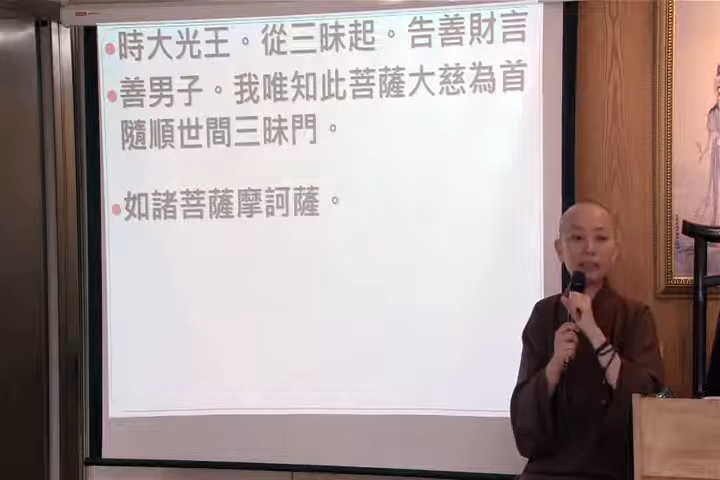 時大光王。從三昧起。告善財言
善男子。我唯知此菩薩大慈為首
隨順世間三昧門。
如諸菩薩摩訶薩。